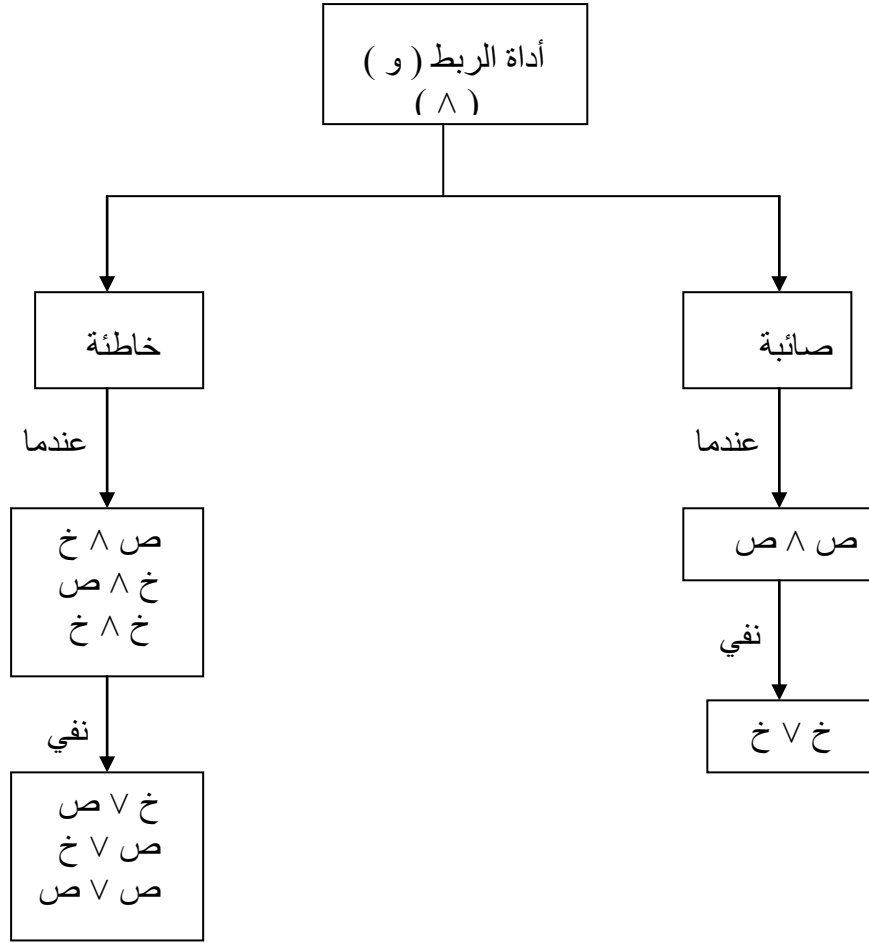 أداة الربط ( و )
( ∧ )
صائبة
خاطئة
عندما
عندما
ص ∧ ص
ص ∧ خ
خ ∧ ص
خ ∧ خ
نفي
نفي
خ ∨ خ
خ ∨ ص
ص ∨ خ
ص ∨ ص